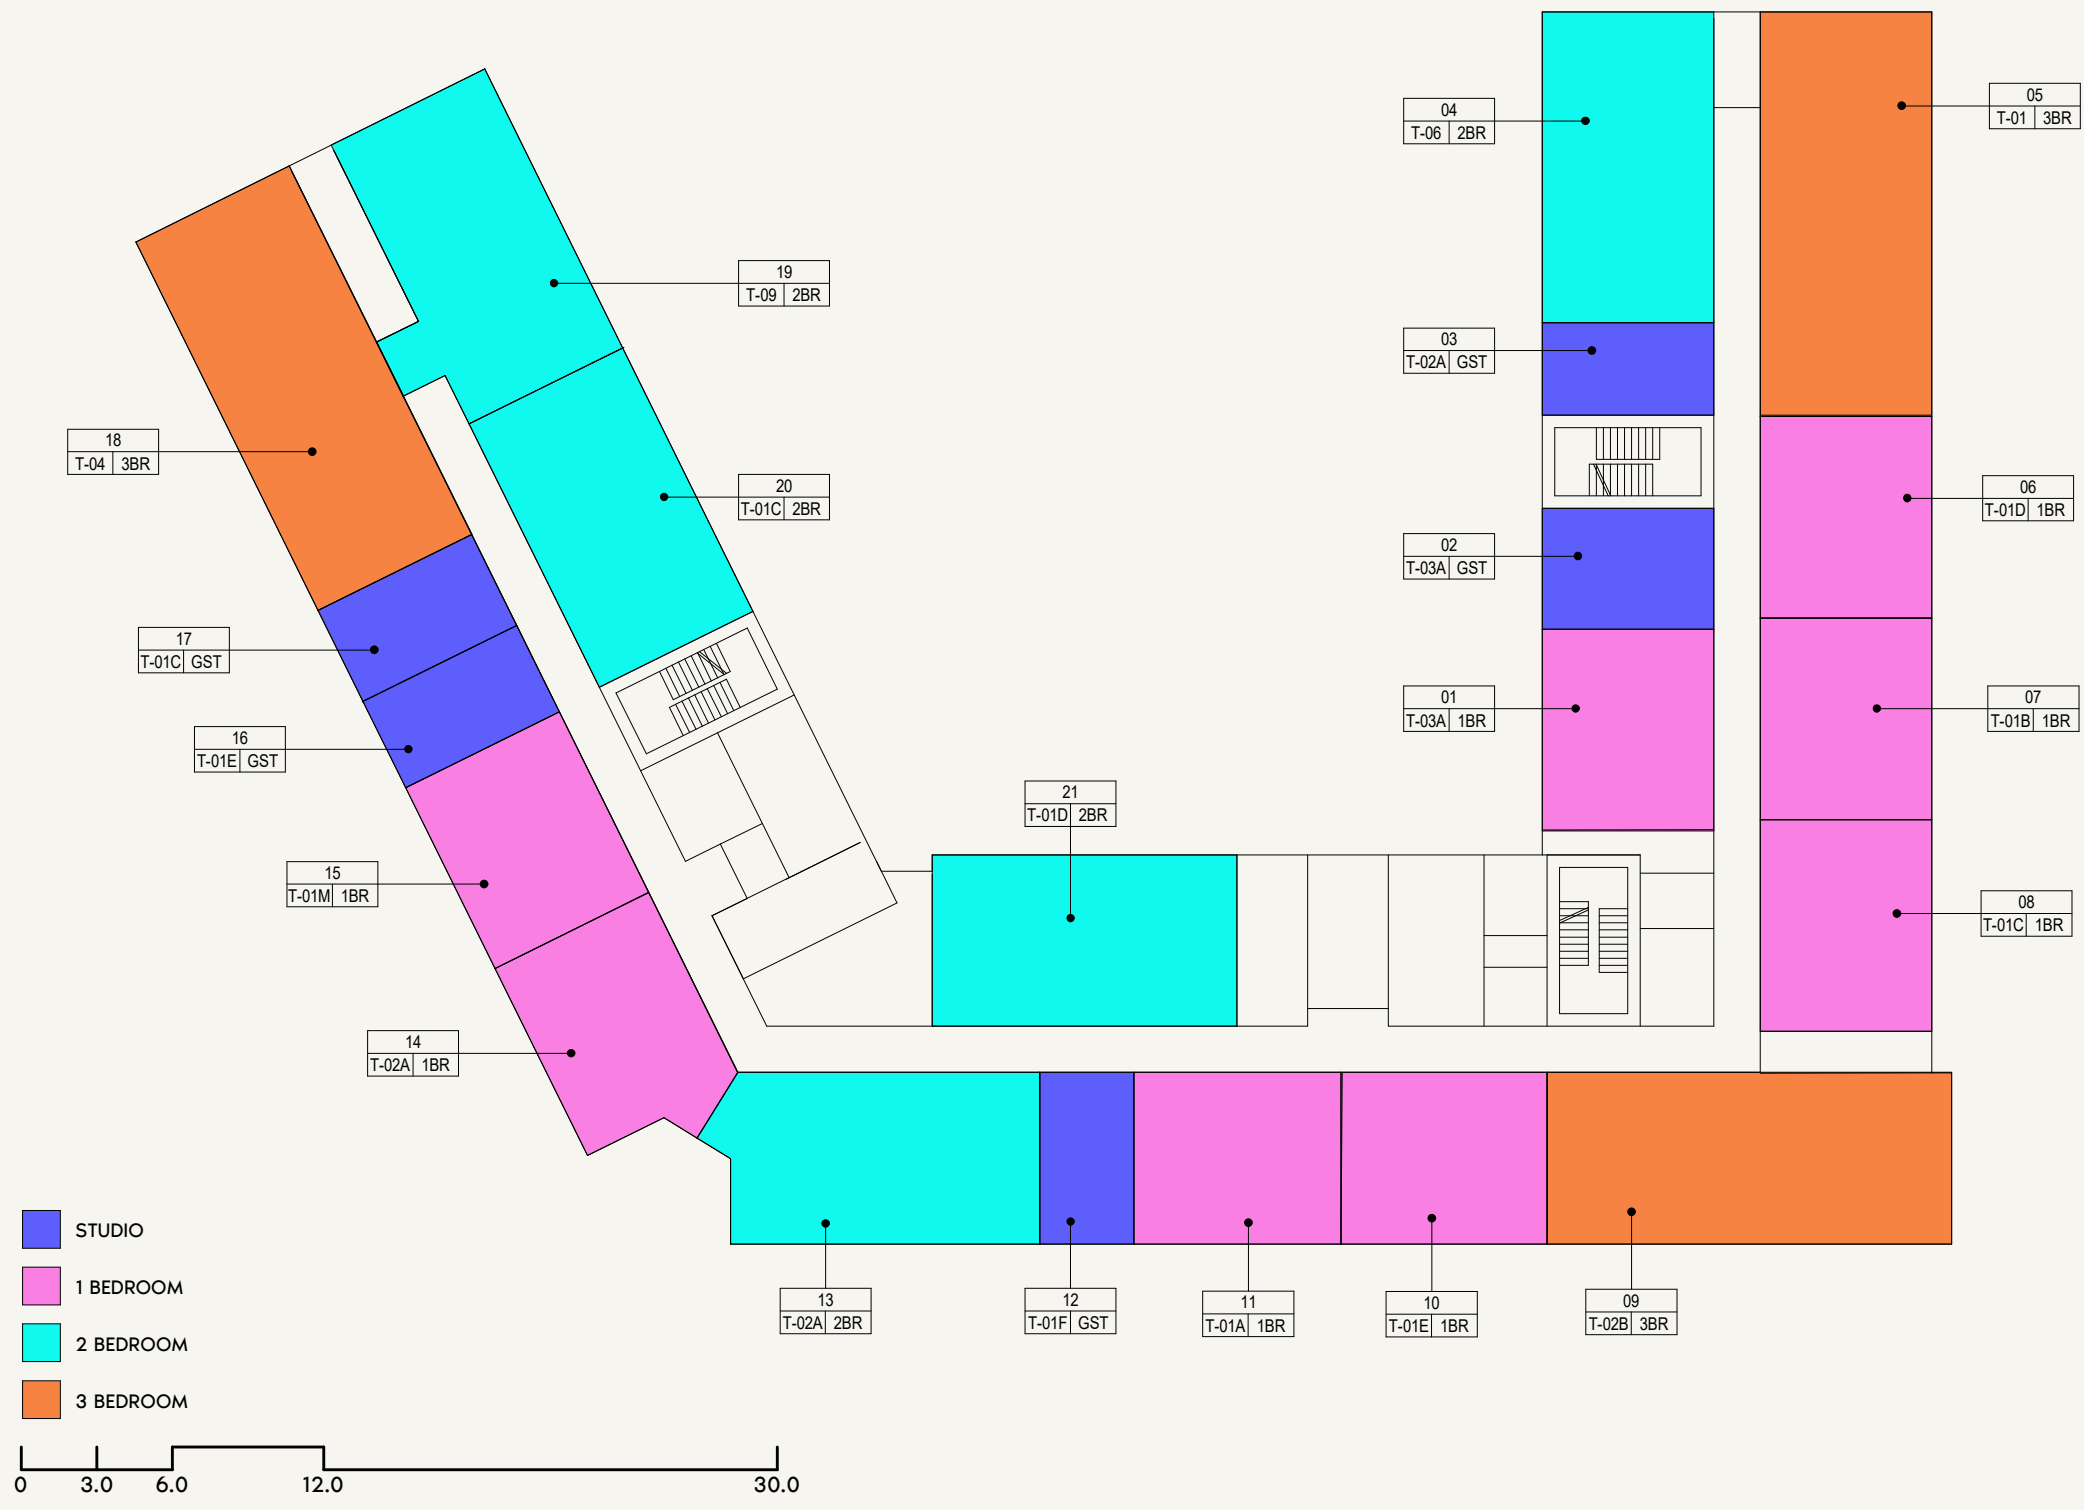 04
T-06 2BR
05
T-01 3BR
19
T-09 2BR
03
T-02A GST
18
T-04 3BR
20
T-01C 2BR
06
T-01D 1BR
02
T-03A GST
17
T-01C GST
01
T-03A 1BR
07
T-01B 1BR
16
T-01E GST
21
T-01D 2BR
15
T-01M 1BR
08
T-01C 1BR
14
T-02A 1BR
13
T-02A 2BR
12
T-01F GST
11
T-01A 1BR
10
T-01E 1BR
09
T-02B 3BR
STUDIO
1 BEDROOM
2 BEDROOM
3 BEDROOM
0 3.0 6.0 12.0 30.0